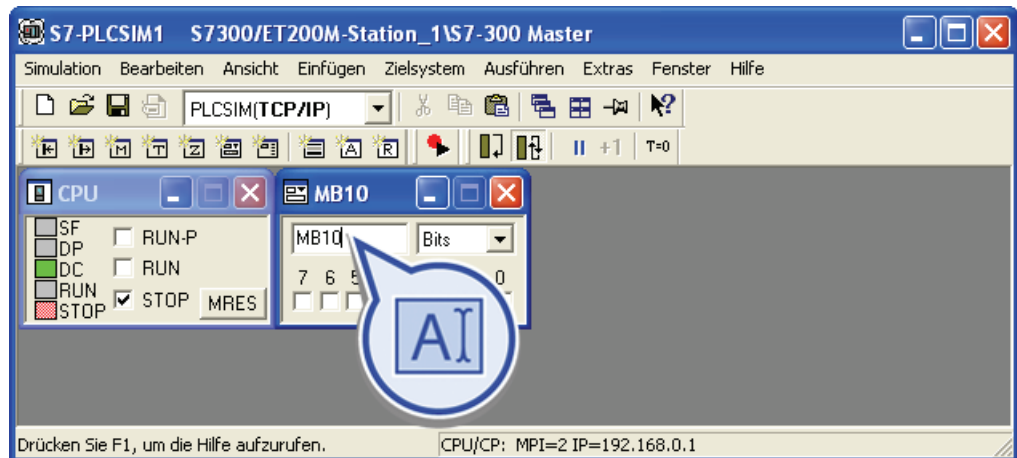 S7-PLCSIM1 S7300/ET200M-Station_1\S7-300 Master
Simulation Bearbeiten Ansicht Einfügen Zielsystem Ausführen Extras Fenster Hilfe
PLCSIM(TCP/IP)
E A M T Z A R +1 T=0
CPU
SF
DP
DC
RUN
STOP
RUN-P
RUN
STOP MRES
MB10
MB10 Bits
7 6 5 0
A
Drücken Sie F1, um die Hilfe aufzurufen. CPU/CP: MPI=2 IP=192.168.0.1